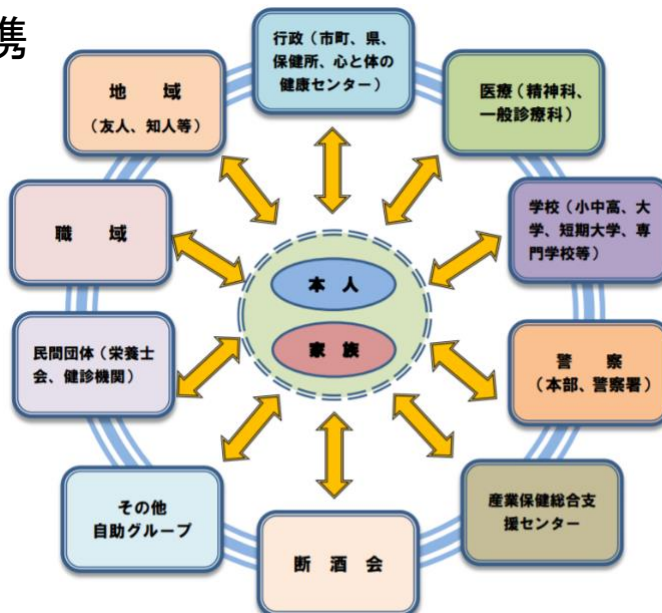 携
行政（市町、県、
保健所、心と体の
健康センター）
地　域
（友人、知人等）
医療（精神科、
一般診療科）
職　域
学校（小中高、大
学、短期大学、専
門学校等）
本　人
家　族
民間団体（栄養士
会、健診機関）
警　察
（本部、警察署）
その他
自助グループ
産業保健総合支
援センター
断　酒　会